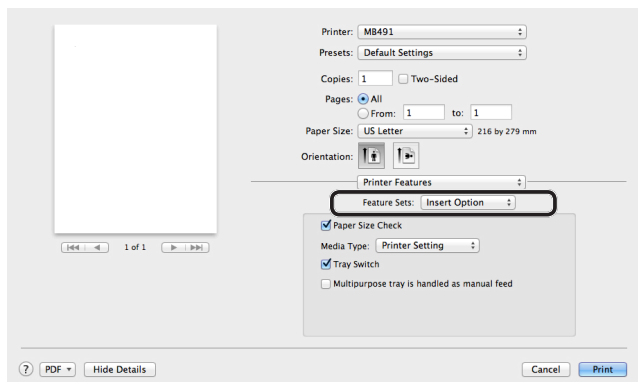 Printer: MB491
Presets: Default Settings
Copies: 1 Two-Sided
Pages: All
From: 1 to: 1
Paper Size: US Letter 216 by 279 mm
Orientation:
Printer Features
Feature Sets: Insert Option
Paper Size Check
Media Type: Printer Setting
Tray Switch
Multipurpose tray is handled as manual feed
1 of 1
? PDF Hide Details Cancel Print